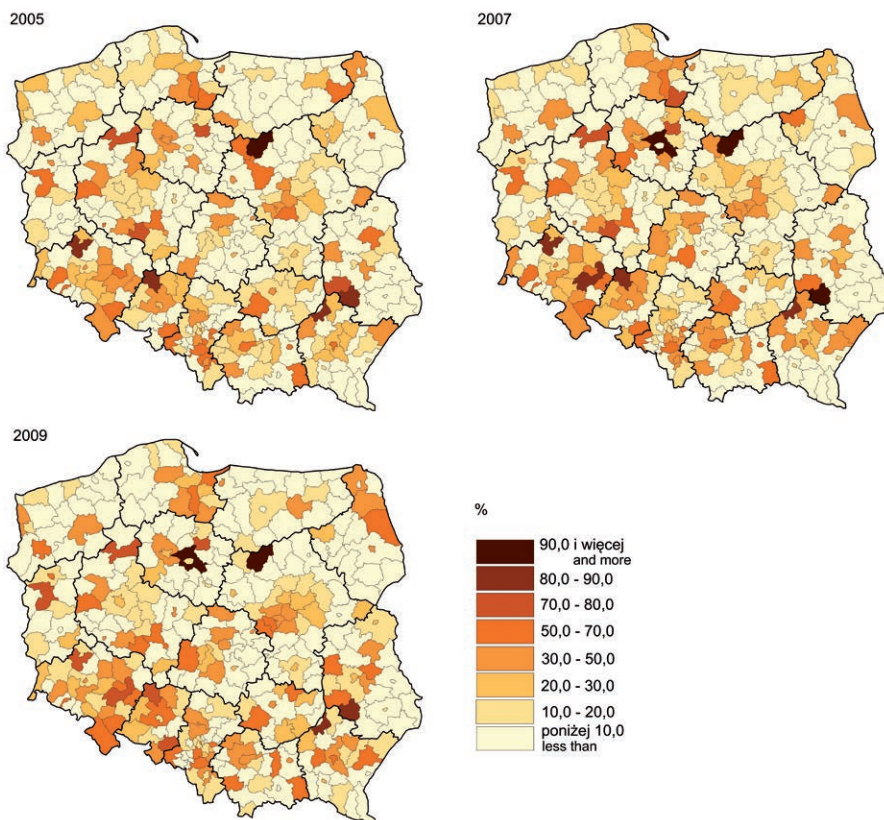 2005
2007
2009
%
90,0 i więcej
and more
80,0 - 90,0
70,0 - 80,0
50,0 - 70,0
30,0 - 50,0
20,0 - 30,0
10,0 - 20,0
poniżej 10,0
less than